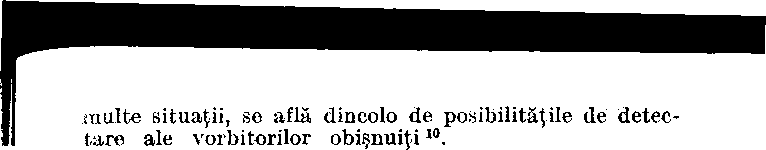 multe situații, se află dincolo de posibilitățile de detec-
tare ale vorbitorilor obișnuiți ¹⁰.